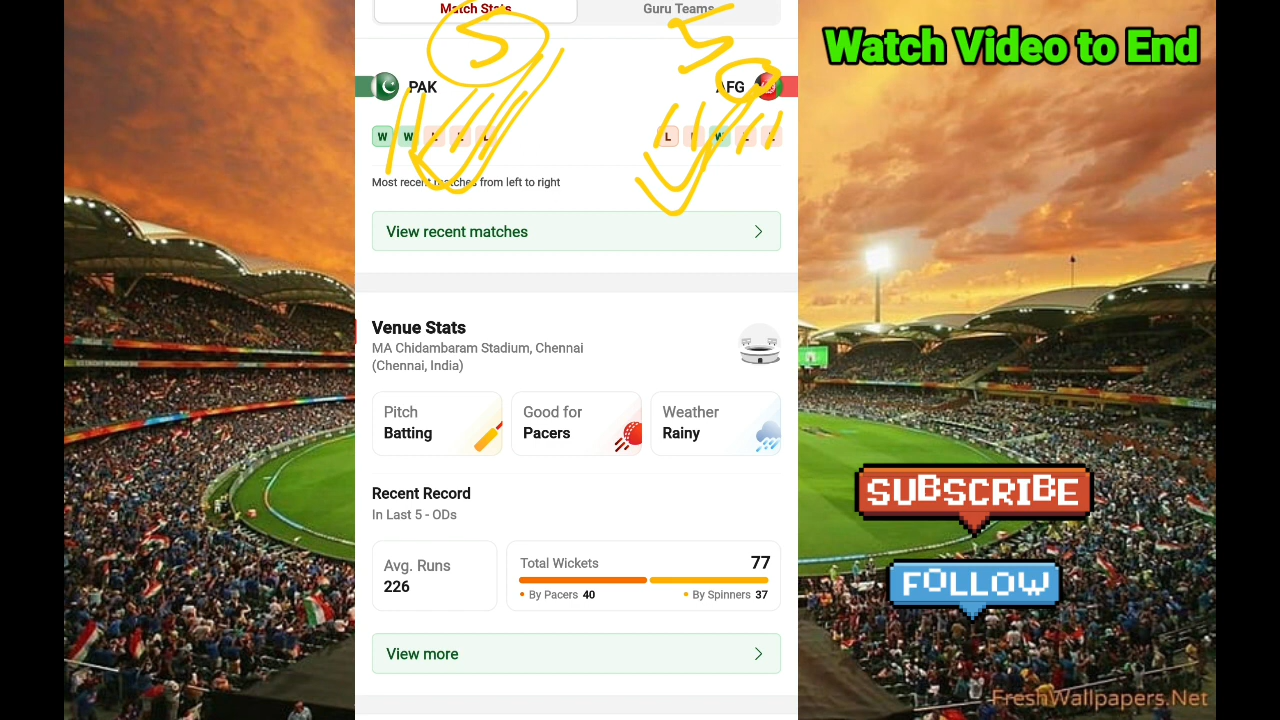 Match Stats
Guru Teams
5
5
Watch Video to End
PAK
AFG
W W L L L
L L W L L
Most recent matches from left to right
View recent matches
Venue Stats
MA Chidambaram Stadium, Chennai
(Chennai, India)
Pitch
Batting
Good for
Pacers
Weather
Rainy
SUBSCRIBE
Recent Record
In Last 5 - ODs
Avg. Runs
226
Total Wickets
77
By Pacers 40
By Spinners 37
FOLLOW
View more
FreshWallpapers.Net